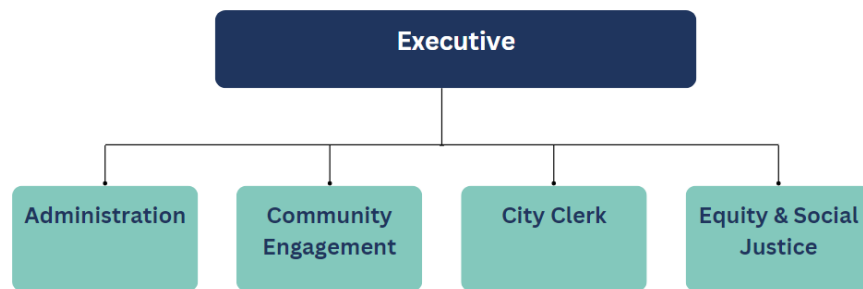 Executive
Administration
Community
Engagement
City Clerk
Equity & Social
Justice